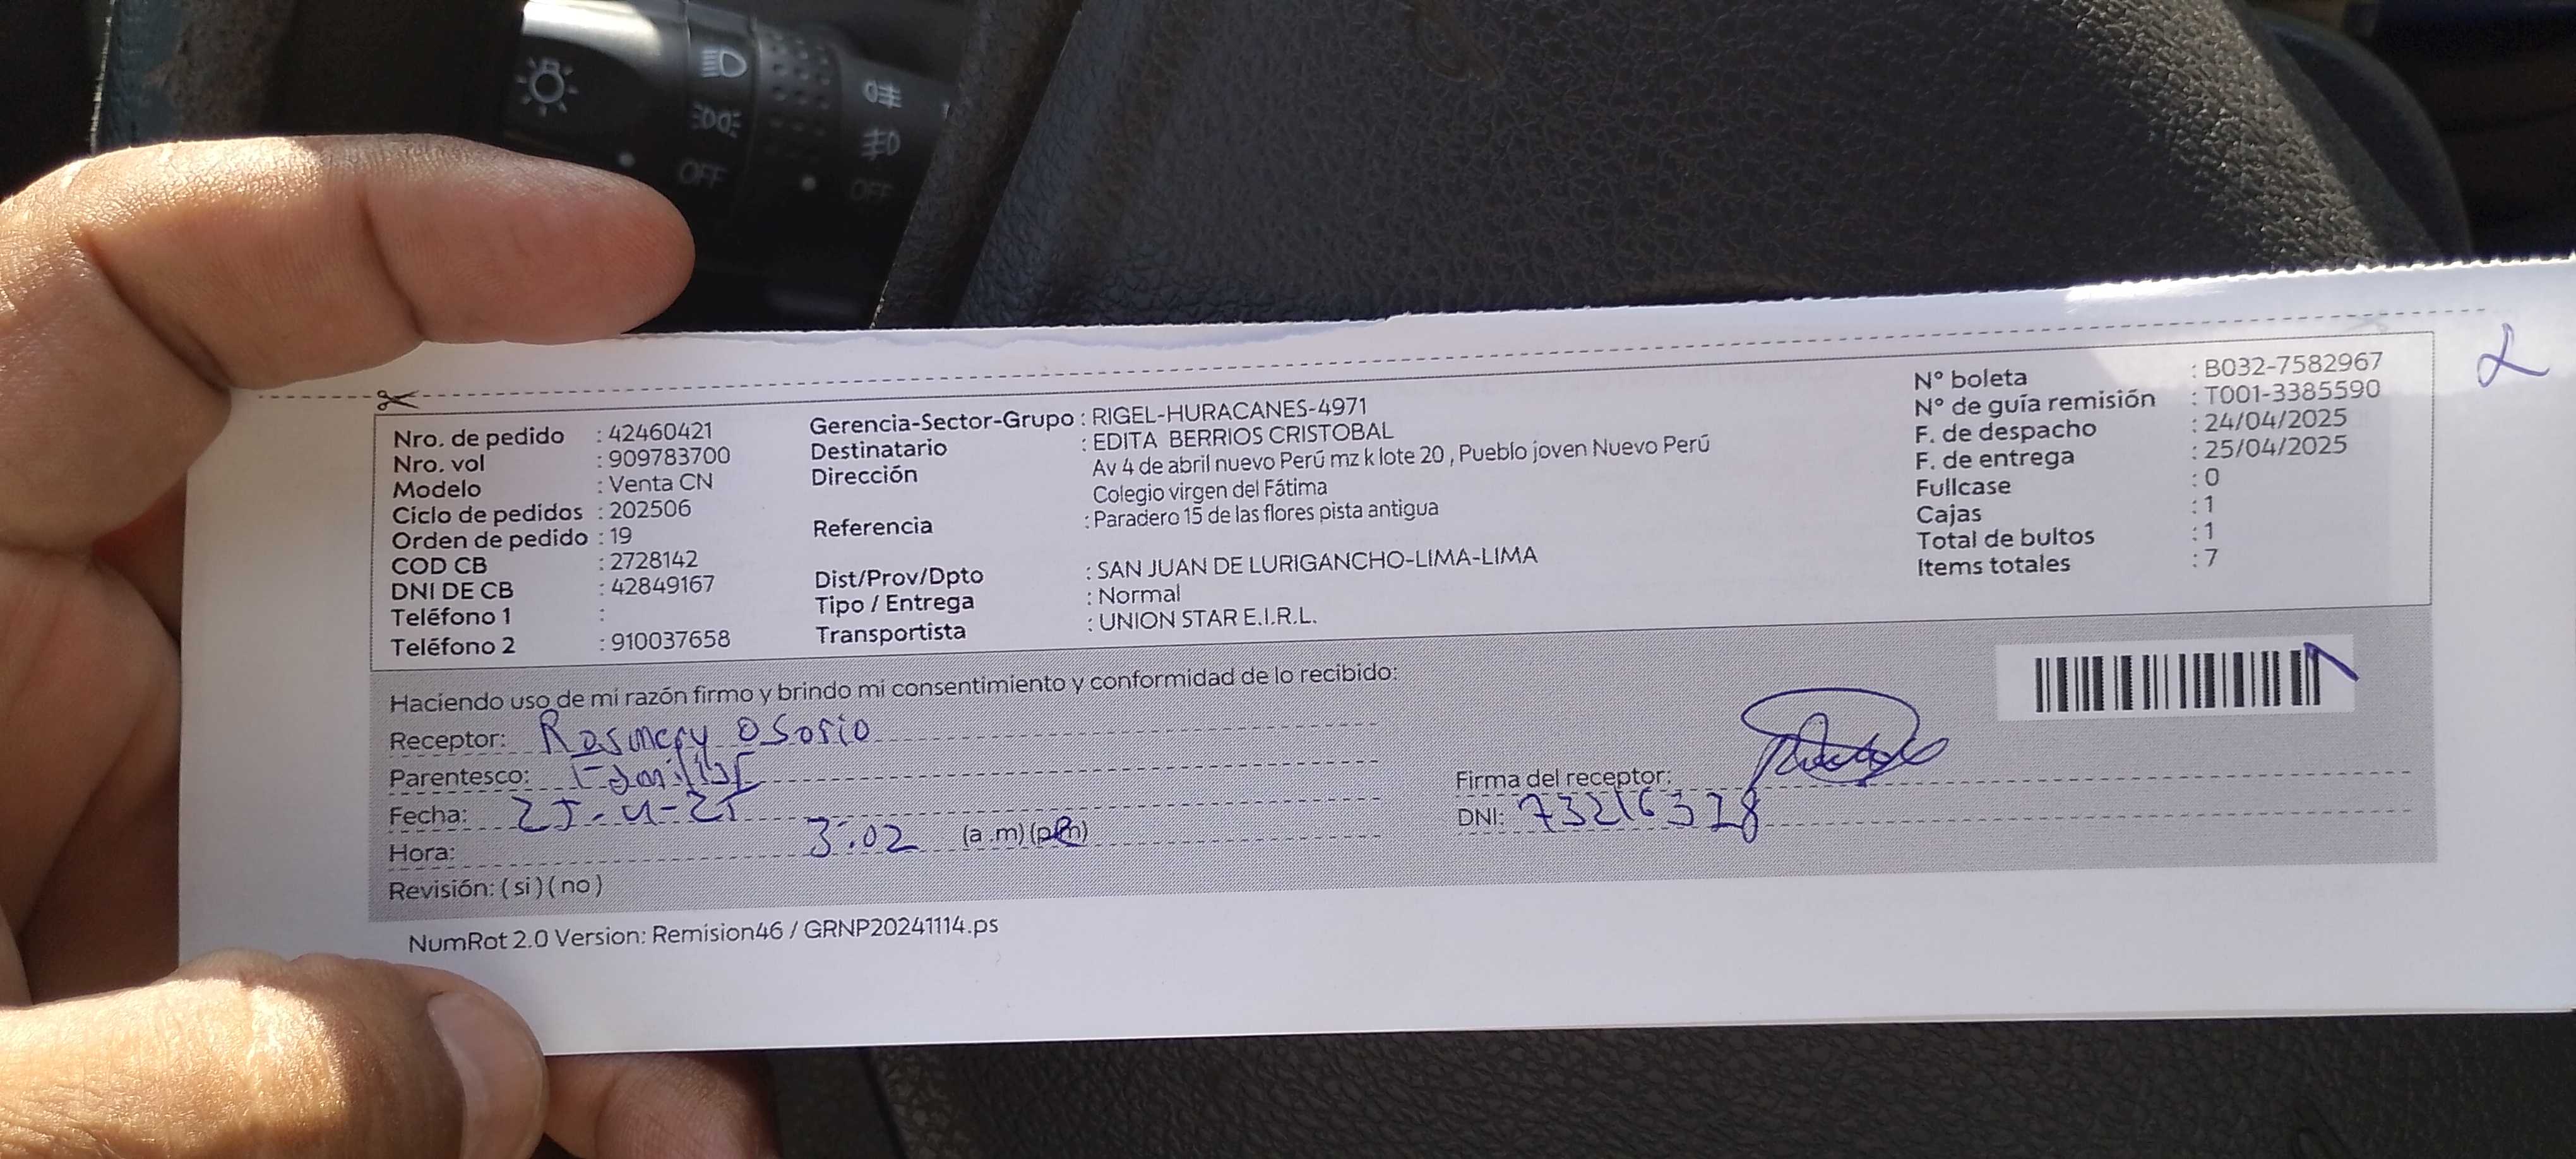 OFF
OFF
Nro. de pedido : 42460421
Nro. vol : 909783700
Modelo : Venta CN
Ciclo de pedidos : 202506
Orden de pedido : 19
COD CB : 2728142
DNI DE CB : 42849167
Teléfono 1 :
Teléfono 2 : 910037658
Gerencia-Sector-Grupo : RIGEL-HURACANES-4971
Destinatario : EDITA BERRIOS CRISTOBAL
Dirección Av 4 de abril nuevo Perú mz k lote 20 , Pueblo joven Nuevo Perú
Colegio virgen del Fátima
Referencia : Paradero 15 de las flores pista antigua
Dist/Prov/Dpto : SAN JUAN DE LURIGANCHO-LIMA-LIMA
Tipo / Entrega : Normal
Transportista : UNION STAR E.I.R.L.
N° boleta : B032-7582967
N° de guía remisión : T001-3385590
F. de despacho : 24/04/2025
F. de entrega : 25/04/2025
Fullcase : 0
Cajas : 1
Total de bultos : 1
Items totales : 7
Haciendo uso de mi razón firmo y brindo mi consentimiento y conformidad de lo recibido:
Receptor: Rosmery Osorio
Parentesco: Familiar
Fecha: 25-4-25
Hora: 3:02 (a .m) (pm)
Revisión: ( si ) ( no )
Firma del receptor:
DNI: 73216328
NumRot 2.0 Version: Remision46 / GRNP20241114.ps